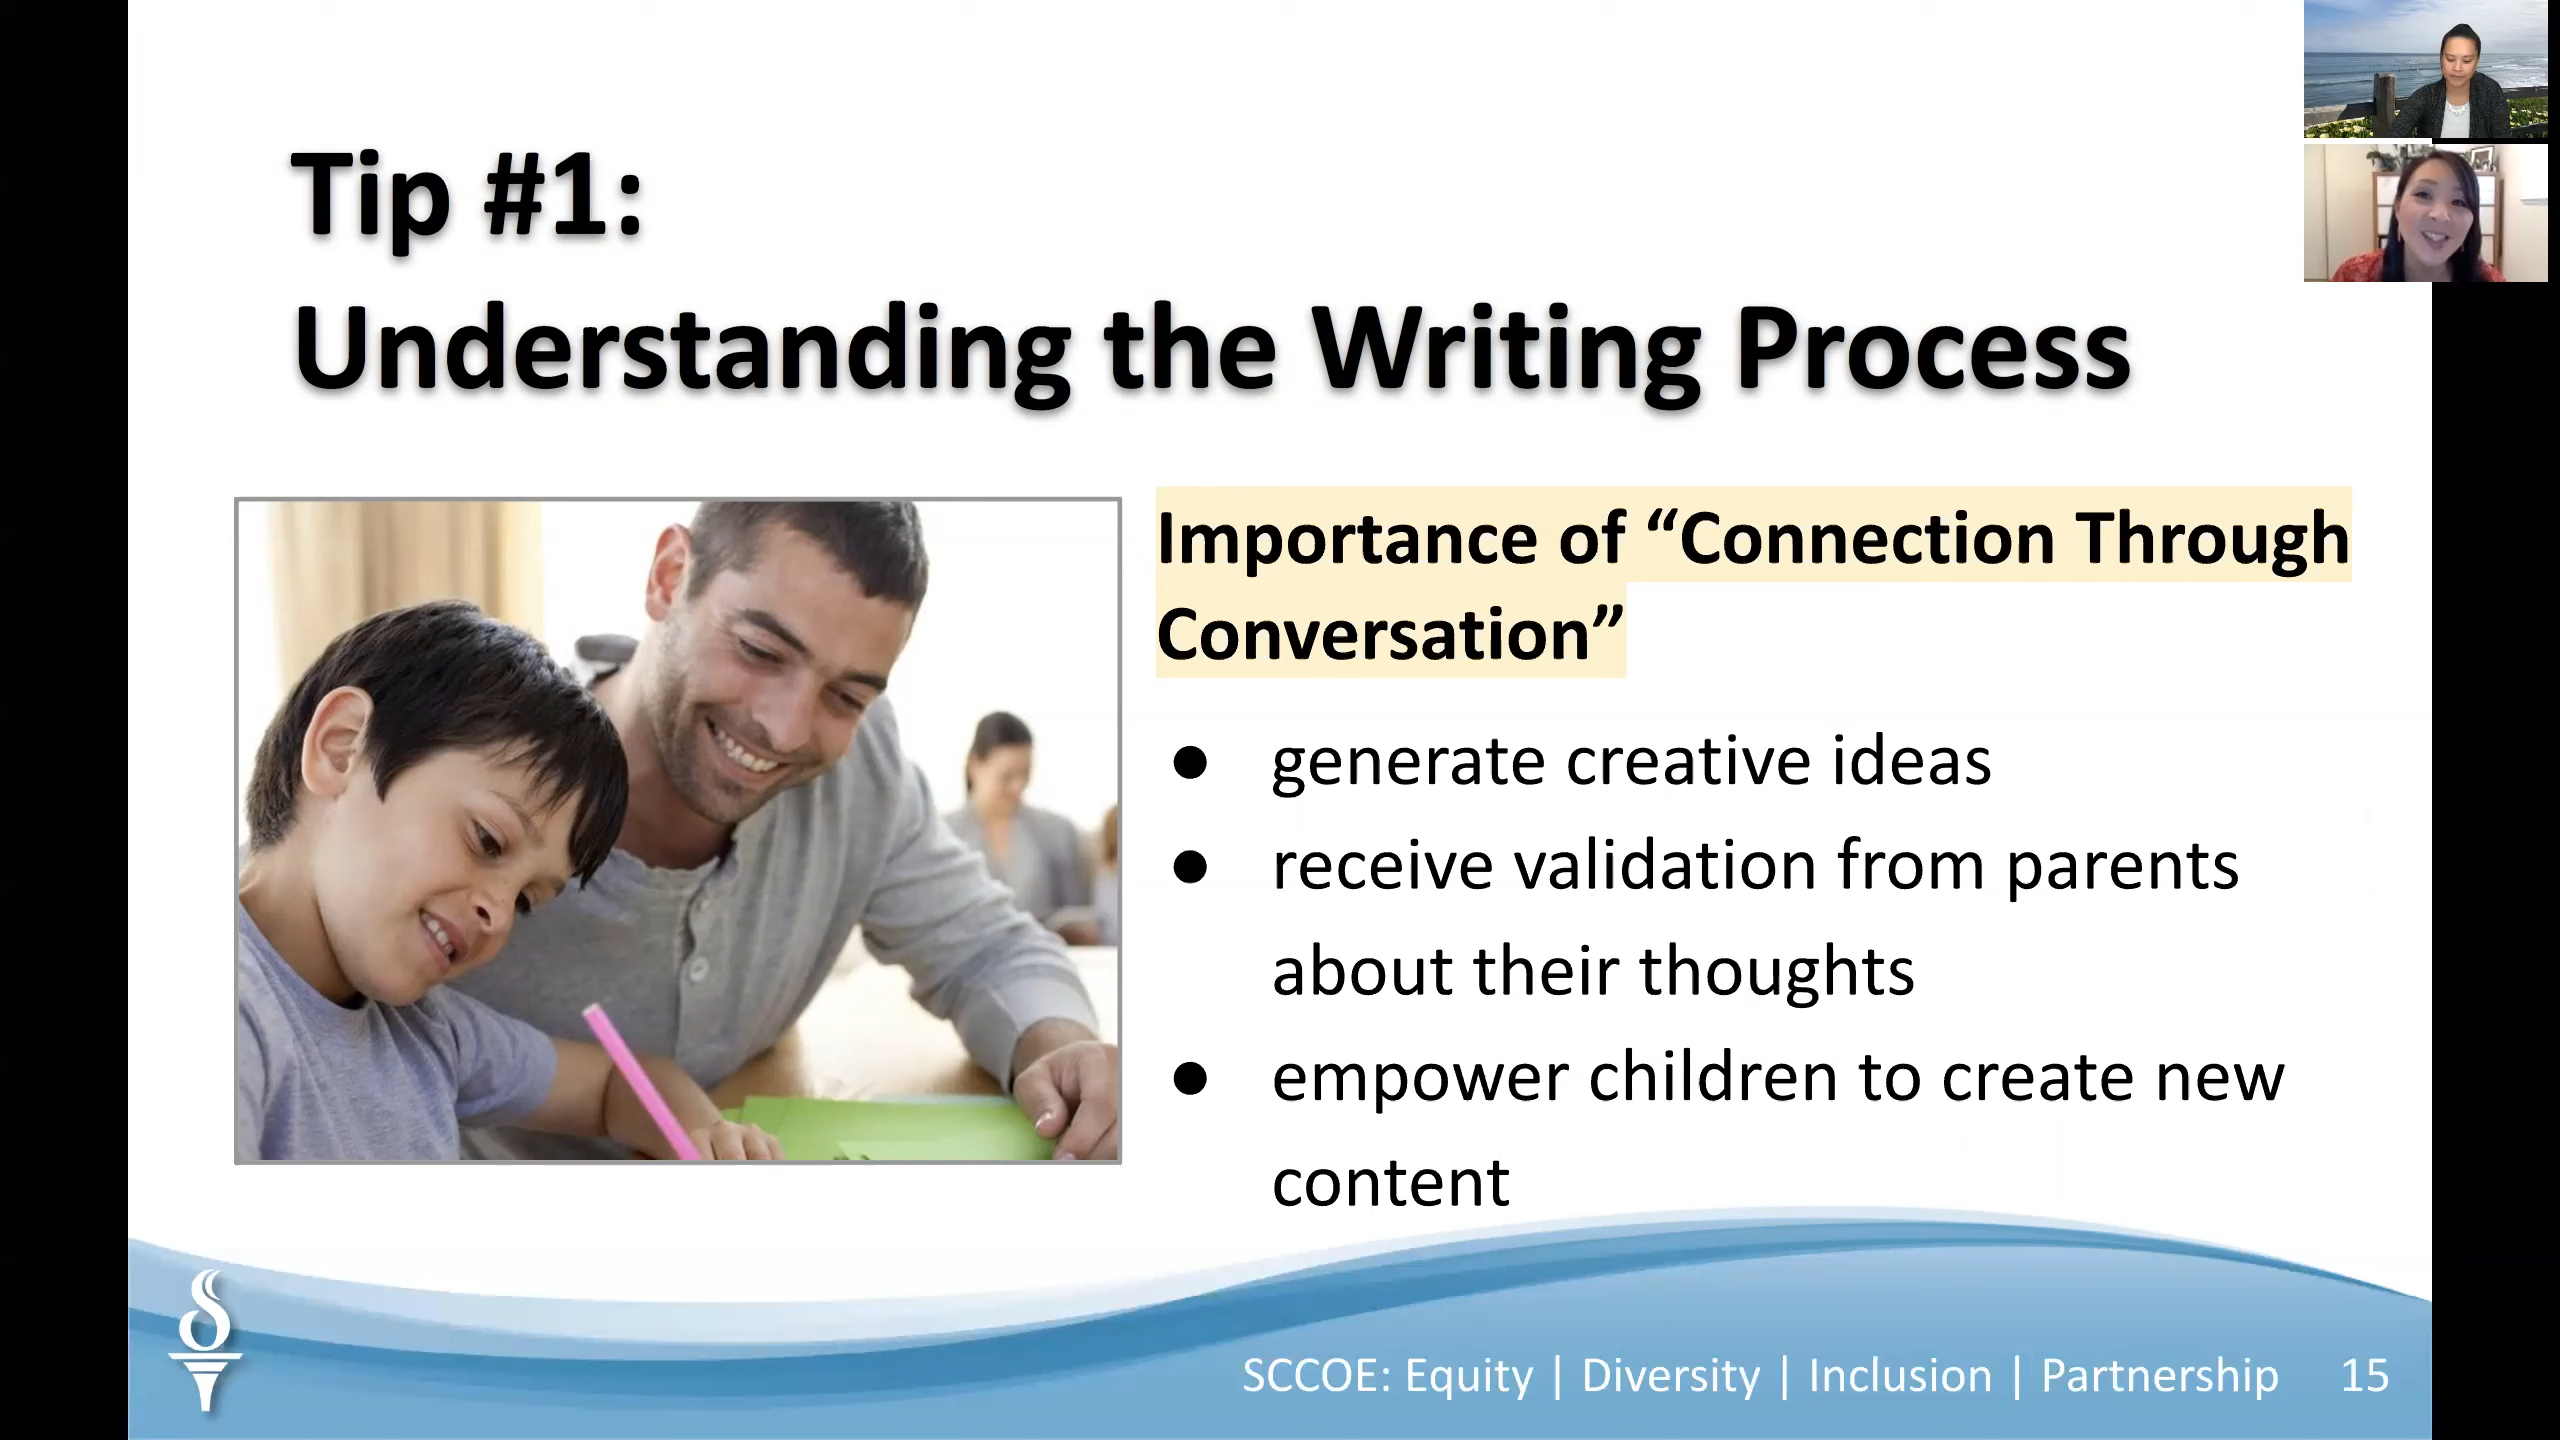 Tip #1:
Understanding the Writing Process
Importance of “Connection Through
Conversation”
● generate creative ideas
● receive validation from parents
about their thoughts
● empower children to create new
content
SCCOE: Equity | Diversity | Inclusion | Partnership 15